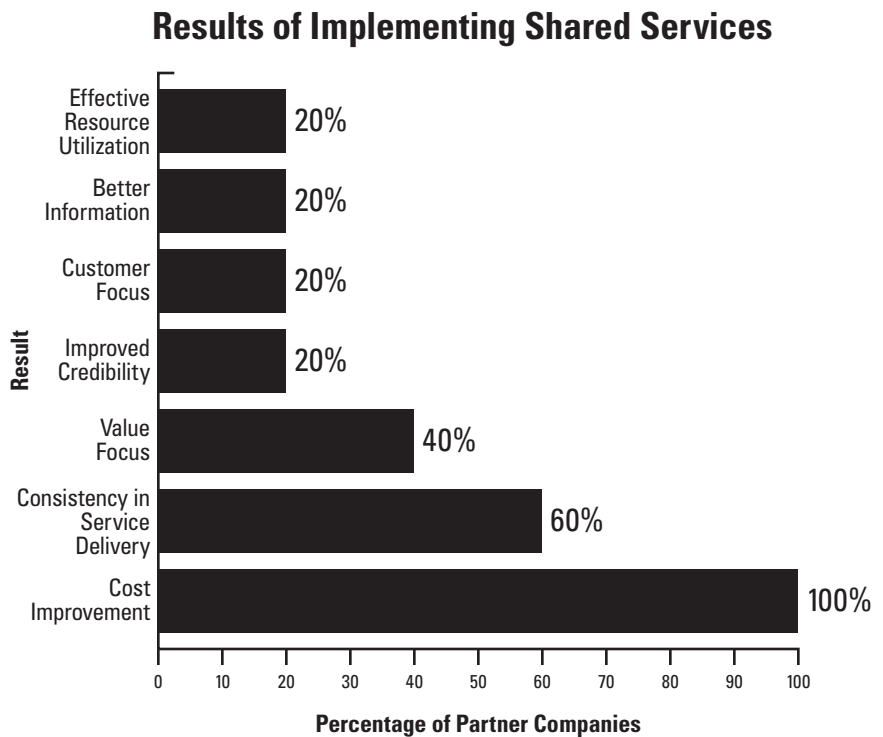 Results of Implementing Shared Services
Effective
Resource
Utilization
20%
Better
Information
20%
Customer
Focus
20%
Improved
Credibility
20%
Value
Focus
40%
Consistency in
Service
Delivery
60%
Cost
Improvement
100%
Result
0 10 20 30 40 50 60 70 80 90 100
Percentage of Partner Companies